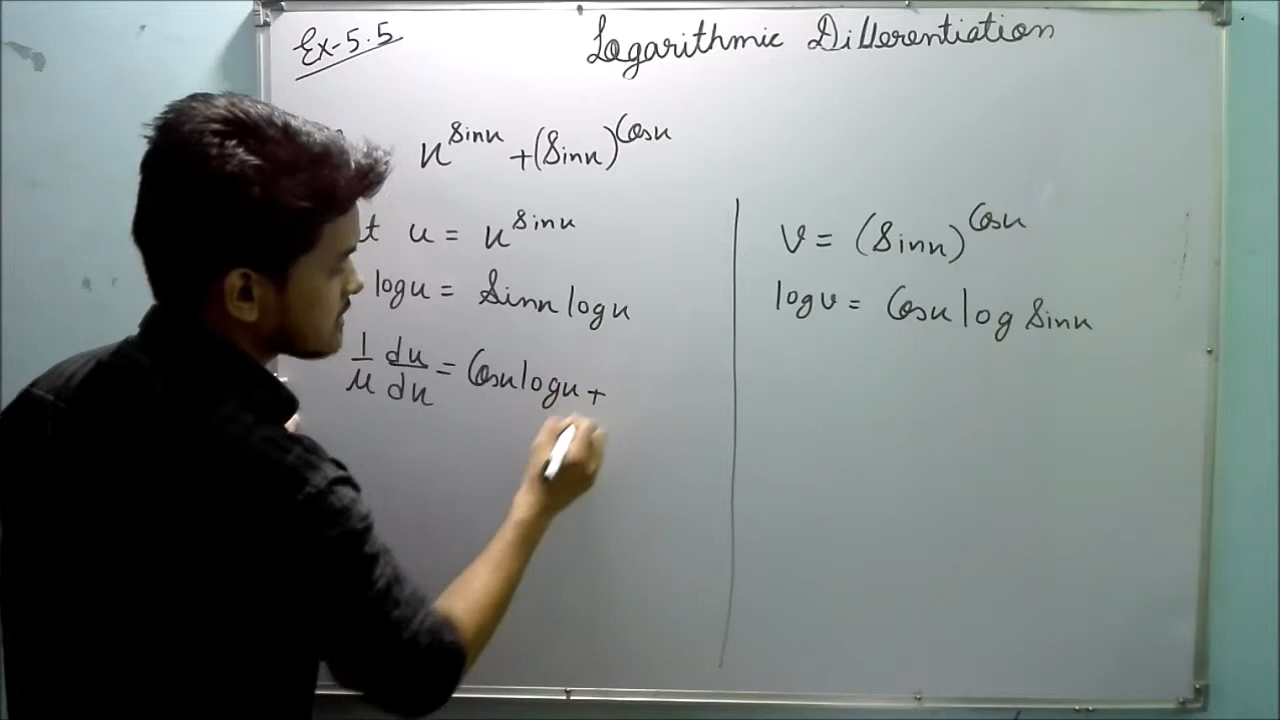 Ex-5.5
Logarithmic Differentiation
x^Sinx + (Sinx)^Cosx
t u = x^Sinx
logu = Sinx logx
1/u du/dx = Cosx logx +
v = (Sinx)^Cosx
logv = Cosx log Sinx